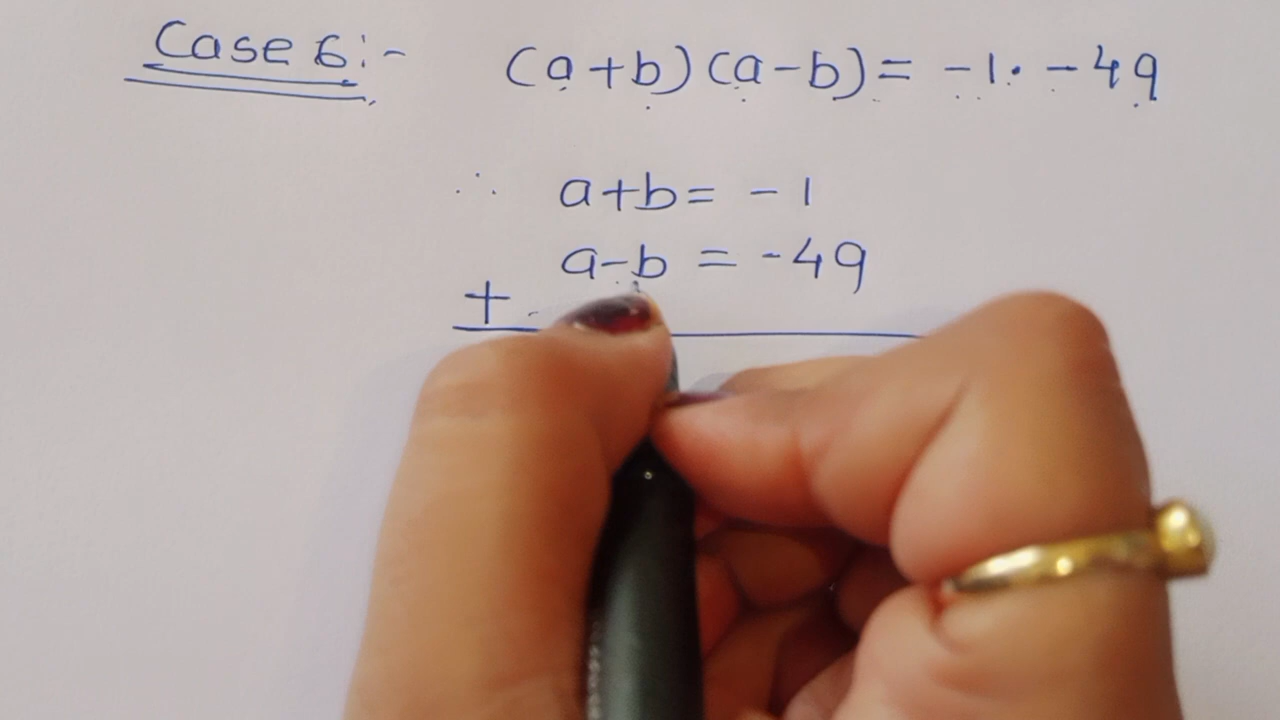 Case 6:- (a+b)(a-b) = -1· -49
∴ a+b = -1
a-b = -49
+